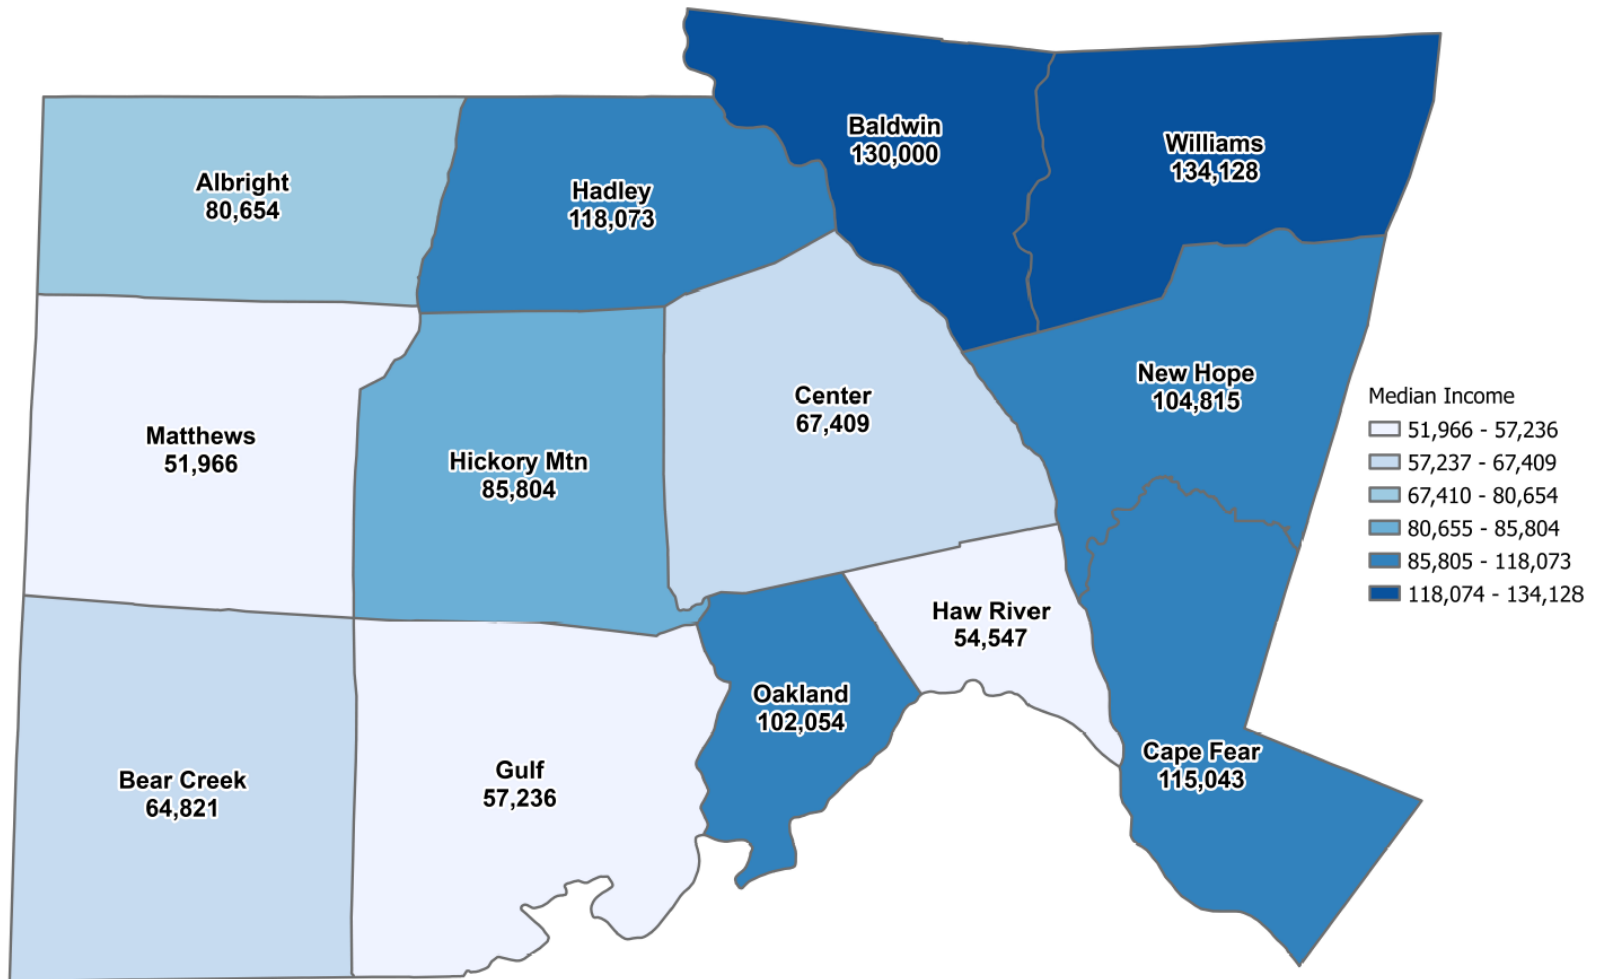 Baldwin
130,000
Williams
134,128
Albright
80,654
Hadley
118,073
New Hope
104,815
Center
67,409
Matthews
51,966
Hickory Mtn
85,804
Haw River
54,547
Oakland
102,054
Cape Fear
115,043
Bear Creek
64,821
Gulf
57,236
Median Income
51,966 - 57,236
57,237 - 67,409
67,410 - 80,654
80,655 - 85,804
85,805 - 118,073
118,074 - 134,128